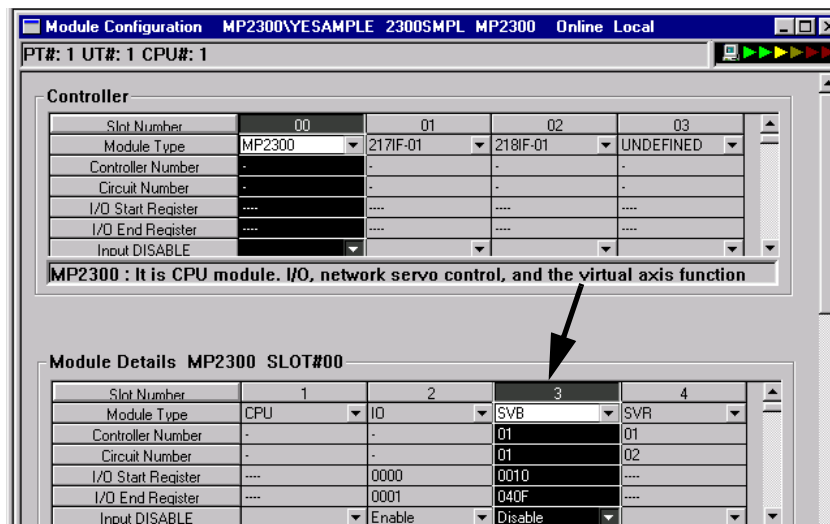 Module Configuration MP2300\YESAMPLE 2300SMPL MP2300 Online Local
PT#: 1 UT#: 1 CPU#: 1
Controller
Slot Number 00 01 02 03
Module Type MP2300 217IF-01 218IF-01 UNDEFINED
Controller Number - - - -
Circuit Number - - - -
I/O Start Register ---- ---- ---- ----
I/O End Register ---- ---- ---- ----
Input DISABLE
MP2300 : It is CPU module. I/O, network servo control, and the virtual axis function
Module Details MP2300 SLOT#00
Slot Number 1 2 3 4
Module Type CPU IO SVB SVR
Controller Number - - 01 01
Circuit Number - - 01 02
I/O Start Register ---- 0000 0010 ----
I/O End Register ---- 0001 040F ----
Input DISABLE Enable Disable